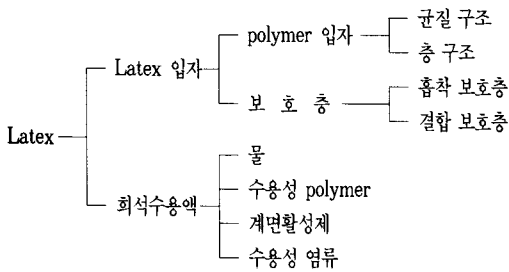 Latex
Latex 입자
polymer 입자
균질 구조
층 구조
보 호 층
흡착 보호층
결합 보호층
희석수용액
물
수용성 polymer
계면활성제
수용성 염류